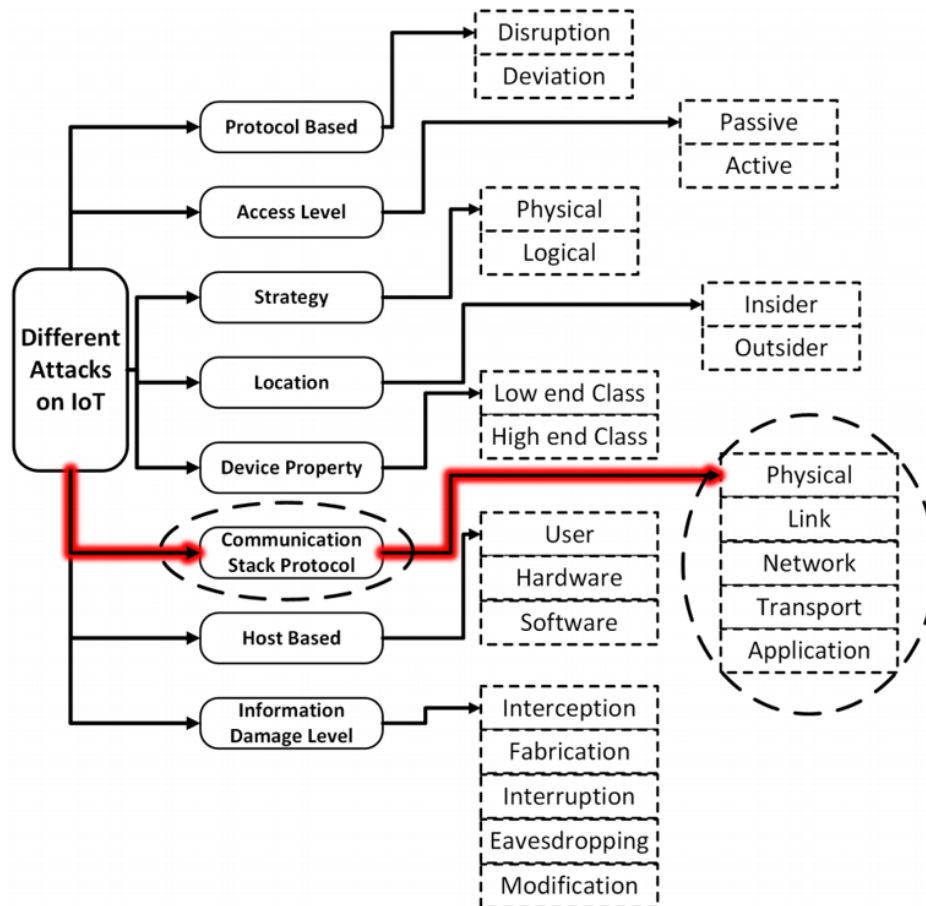 Different
Attacks
on IoT
Protocol Based
Disruption
Deviation
Access Level
Passive
Active
Strategy
Physical
Logical
Location
Insider
Outsider
Device Property
Low end Class
High end Class
Communication
Stack Protocol
Physical
Link
Network
Transport
Application
Host Based
User
Hardware
Software
Information
Damage Level
Interception
Fabrication
Interruption
Eavesdropping
Modification